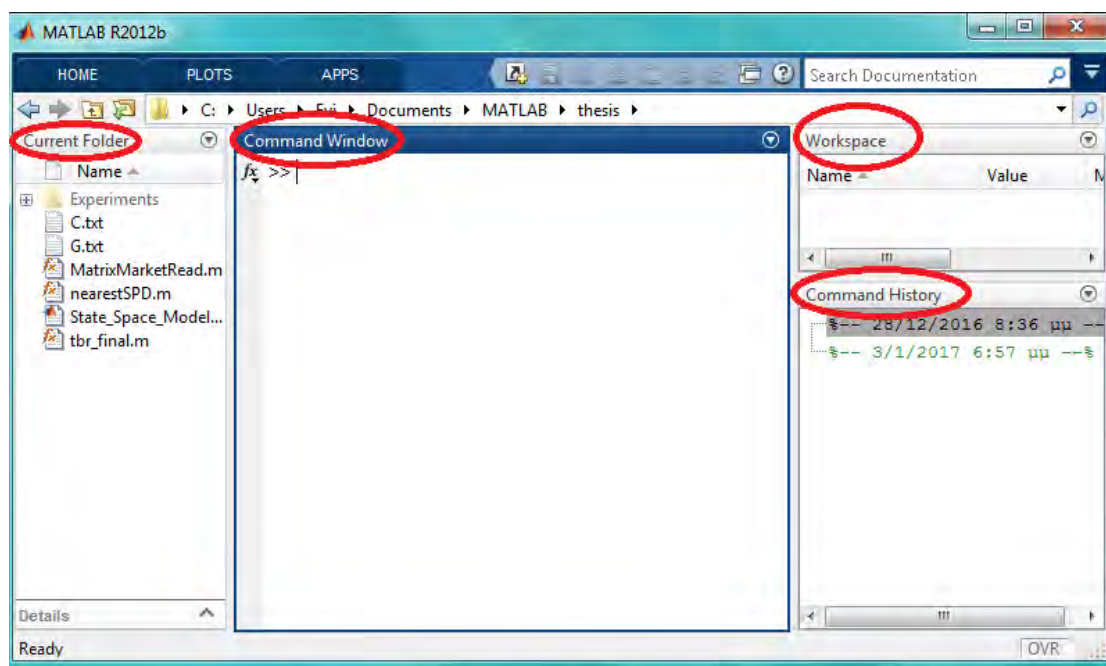 MATLAB R2012b
HOME PLOTS APPS Search Documentation
C: Users Evi Documents MATLAB thesis
Current Folder
Name
Experiments
C.txt
G.txt
MatrixMarketRead.m
nearestSPD.m
State_Space_Model...
tbr_final.m
Details
Command Window
fx >>
Workspace
Name Value
Command History
%-- 28/12/2016 8:36 μμ --
%-- 3/1/2017 6:57 μμ --%
Ready OVR